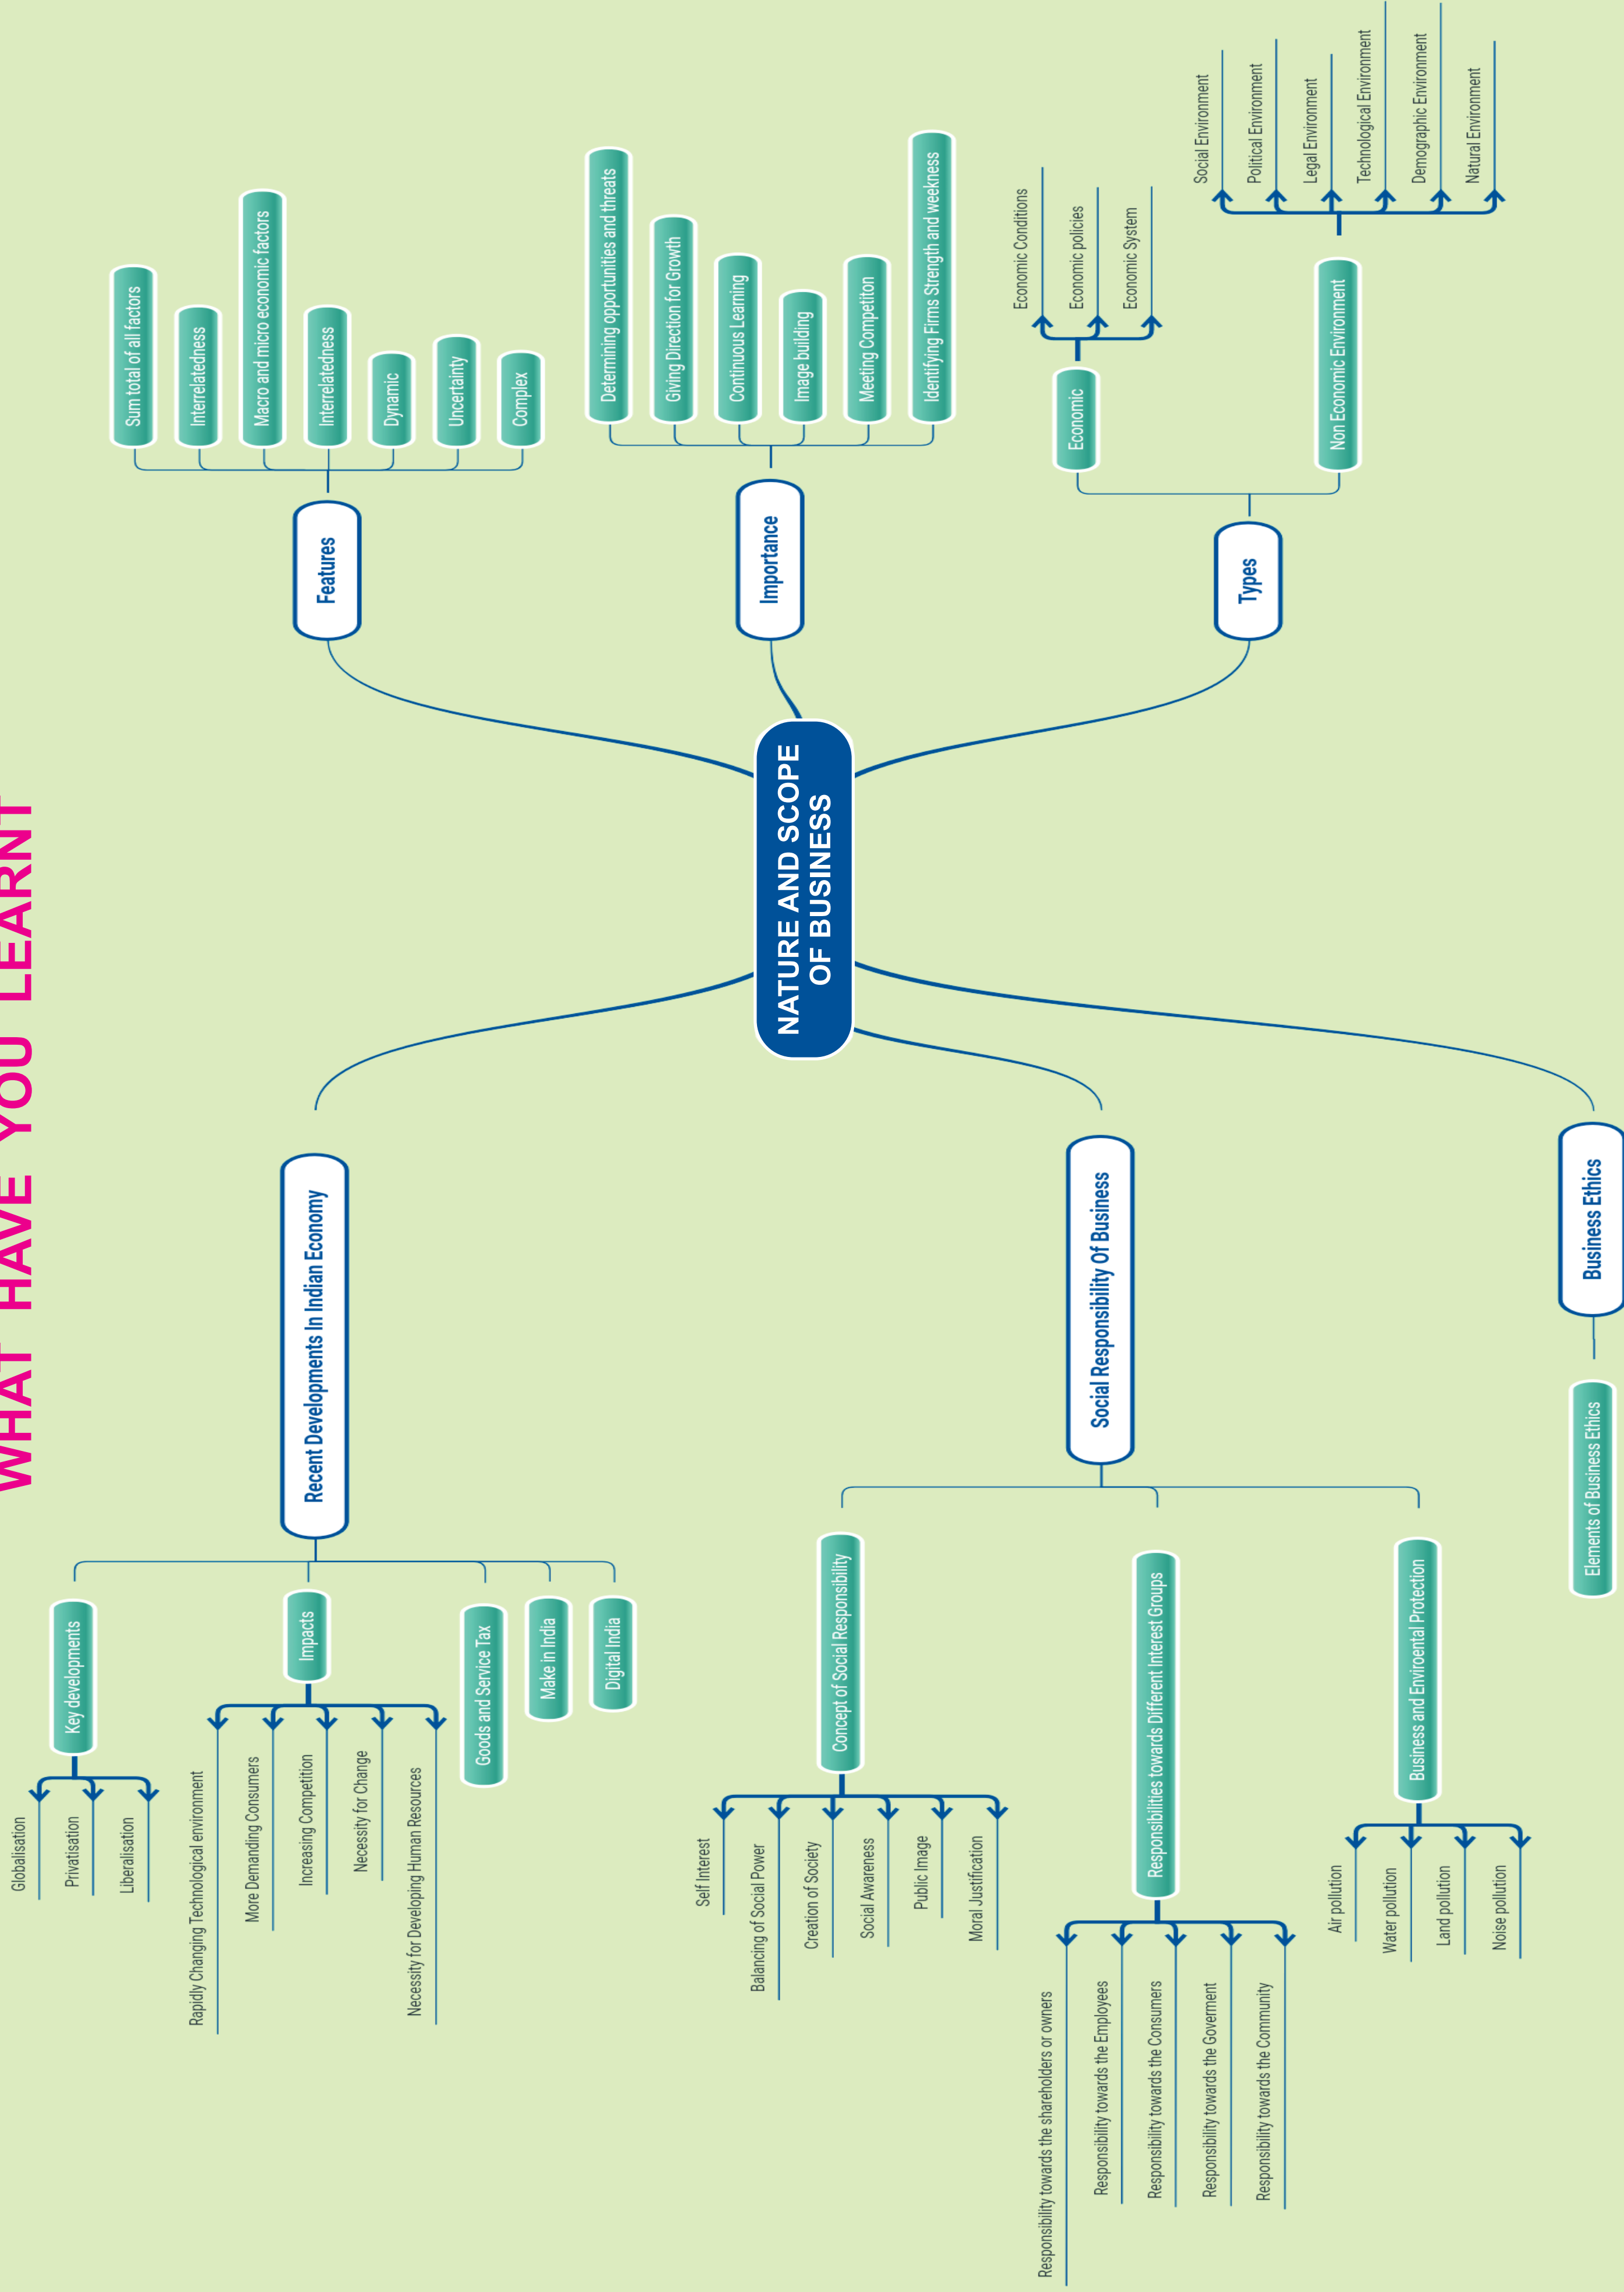 WHAT HAVE YOU LEARNT
NATURE AND SCOPE
OF BUSINESS
Features
Sum total of all factors
Interrelatedness
Macro and micro economic factors
Interrelatedness
Dynamic
Uncertainty
Complex
Importance
Determining opportunities and threats
Giving Direction for Growth
Continuous Learning
Image building
Meeting Competiton
Identifying Firms Strength and weekness
Types
Economic
Economic Conditions
Economic policies
Economic System
Non Economic Environment
Social Environment
Political Environment
Legal Environment
Technological Environment
Demographic Environment
Natural Environment
Recent Developments In Indian Economy
Key developments
Globalisation
Privatisation
Liberalisation
Impacts
Rapidly Changing Technological environment
More Demanding Consumers
Increasing Competition
Necessity for Change
Necessity for Developing Human Resources
Goods and Service Tax
Make in India
Digital India
Social Responsibility Of Business
Concept of Social Responsibility
Self Interest
Balancing of Social Power
Creation of Society
Social Awareness
Public Image
Moral Justification
Responsibilities towards Different Interest Groups
Responsibility towards the shareholders or owners
Responsibility towards the Employees
Responsibility towards the Consumers
Responsibility towards the Goverment
Responsibility towards the Community
Business and Enviroental Protection
Air pollution
Water pollution
Land pollution
Noise pollution
Business Ethics
Elements of Business Ethics